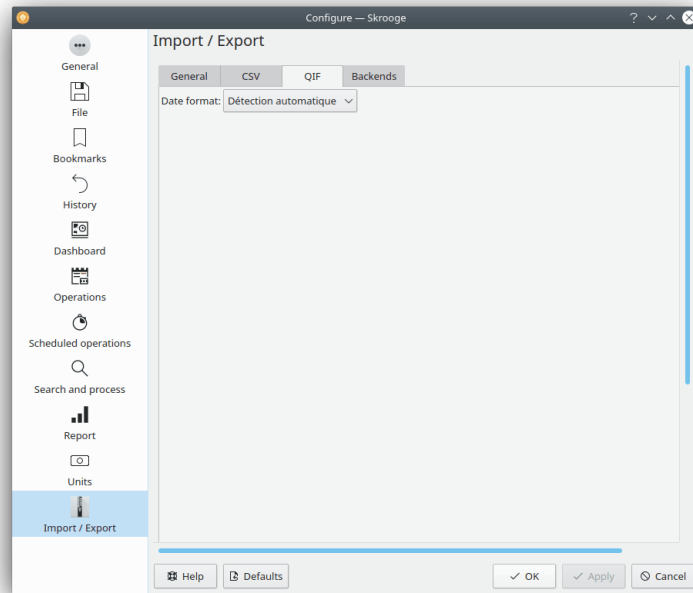 Configure — Skrooge
Import / Export
General
File
Bookmarks
History
Dashboard
Operations
Scheduled operations
Search and process
Report
Units
Import / Export
General CSV QIF Backends
Date format: Détection automatique
Help Defaults OK Apply Cancel